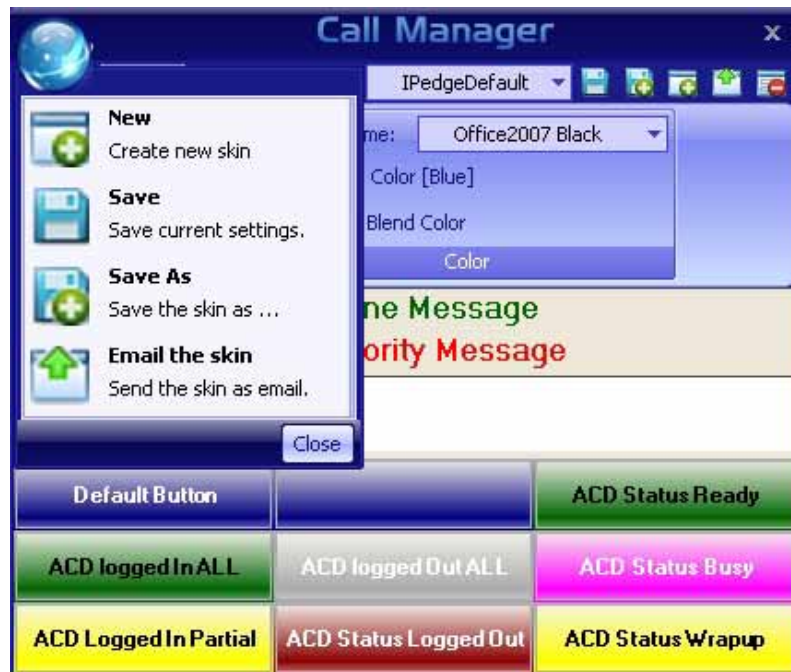 Call Manager
x
IPedgeDefault
New
Create new skin
Save
Save current settings.
Save As
Save the skin as ...
Email the skin
Send the skin as email.
Close
me:
Office2007 Black
Color [Blue]
Blend Color
Color
ne Message
ority Message
Default Button
ACD Status Ready
ACD logged In ALL
ACD logged Out ALL
ACD Status Busy
ACD Logged In Partial
ACD Status Logged Out
ACD Status Wrapup